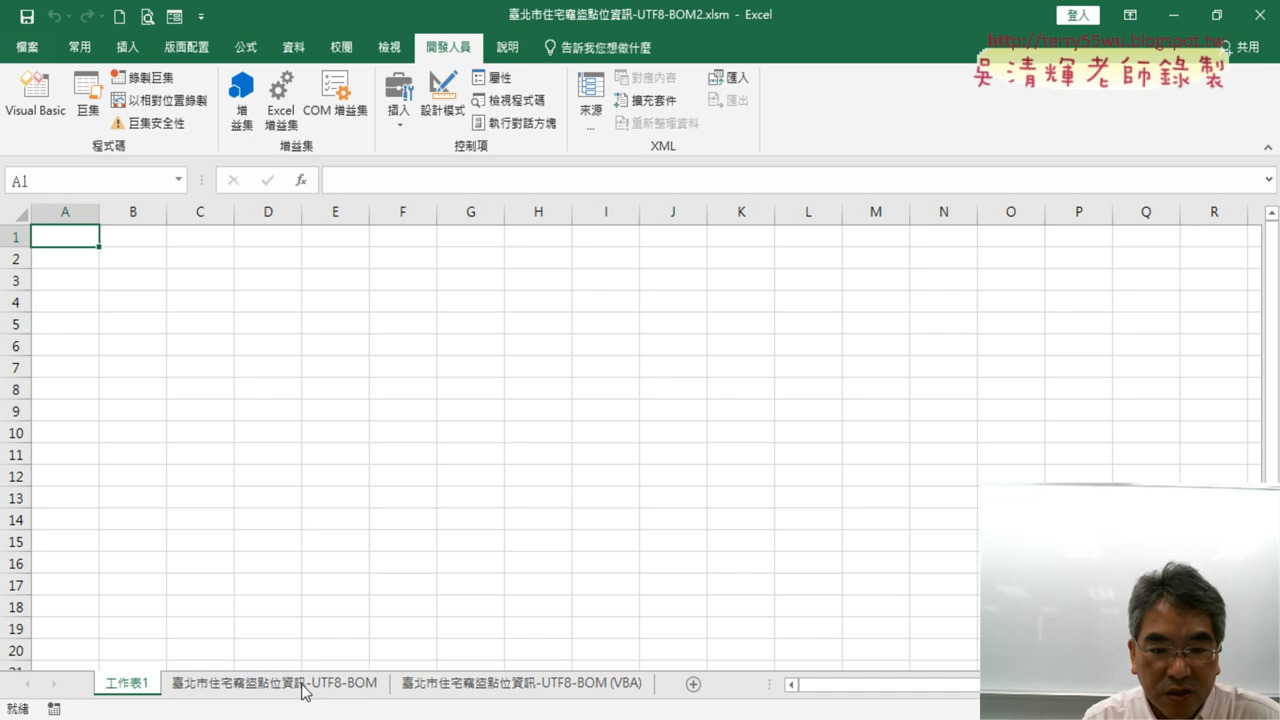 臺北市住宅竊盜點位資訊-UTF8-BOM2.xlsm - Excel
登入
檔案 常用 插入 版面配置 公式 資料 校閱 檢視 開發人員 說明 告訴我您想做什麼 共用
http://terry55wu.blogspot.tw
吳清輝老師錄製
Visual Basic
巨集
錄製巨集
以相對位置錄製
巨集安全性
程式碼
增益集
Excel 增益集
COM 增益集
增益集
插入
設計模式
屬性
檢視程式碼
執行對話方塊
控制項
來源...
對應內容
擴充套件
重新整理資料
匯入
匯出
XML
A1
fx
A B C D E F G H I J K L M N O P Q R
1
2
3
4
5
6
7
8
9
10
11
12
13
14
15
16
17
18
19
20
工作表1 臺北市住宅竊盜點位資訊-UTF8-BOM 臺北市住宅竊盜點位資訊-UTF8-BOM (VBA)
就緒